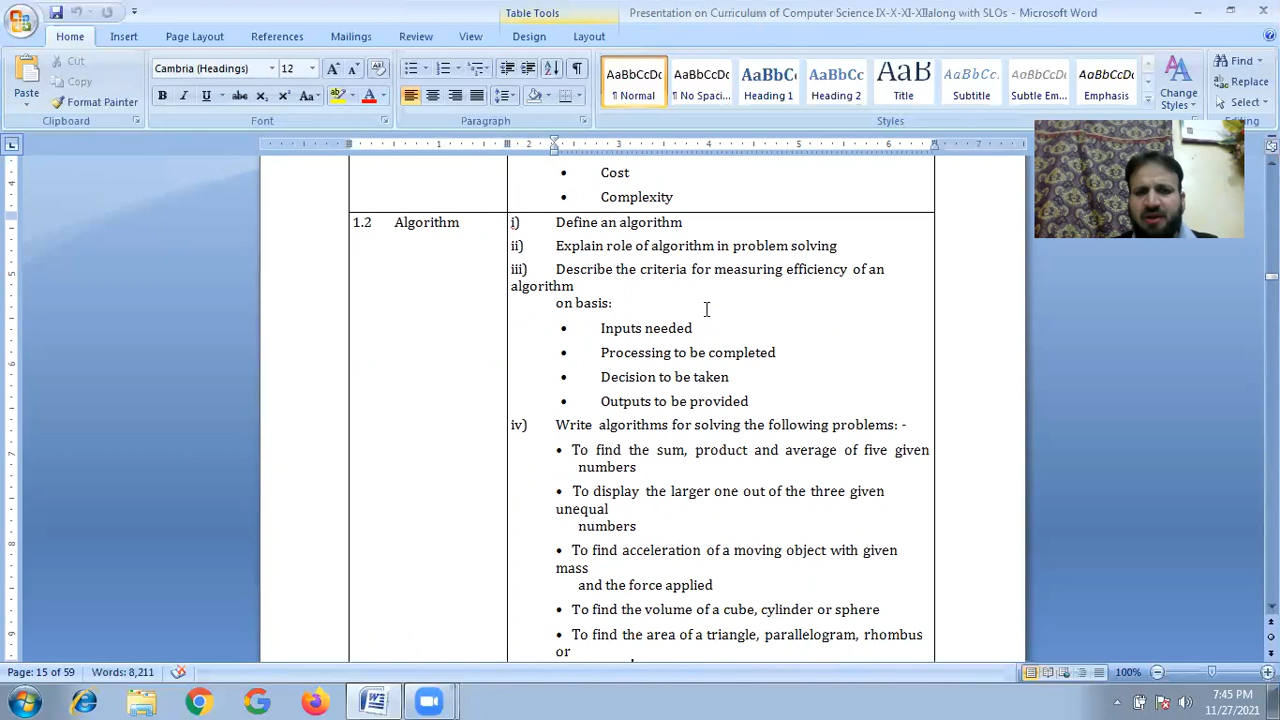 Table Tools
Presentation on Curriculum of Computer Science IX-X-XI-XIIalong with SLOs - Microsoft Word
Home Insert Page Layout References Mailings Review View Design Layout
Paste
Cut
Copy
Format Painter
Clipboard
Cambria (Headings) 12
Font
Paragraph
AaBbCcDc AaBbCcDc AaBbCc AaBbCc AaB AaBbCc. AaBbCcDc AaBbCcDc
¶ Normal ¶ No Spaci... Heading 1 Heading 2 Title Subtitle Subtle Em... Emphasis
Change Styles
Styles
Find
Replace
Select
Editing
• Cost
• Complexity
1.2 Algorithm
i) Define an algorithm
ii) Explain role of algorithm in problem solving
iii) Describe the criteria for measuring efficiency of an
algorithm
on basis:
• Inputs needed
• Processing to be completed
• Decision to be taken
• Outputs to be provided
iv) Write algorithms for solving the following problems: -
• To find the sum, product and average of five given
numbers
• To display the larger one out of the three given
unequal
numbers
• To find acceleration of a moving object with given
mass
and the force applied
• To find the volume of a cube, cylinder or sphere
• To find the area of a triangle, parallelogram, rhombus
or
Page: 15 of 59 Words: 8,211 100%
7:45 PM
11/27/2021